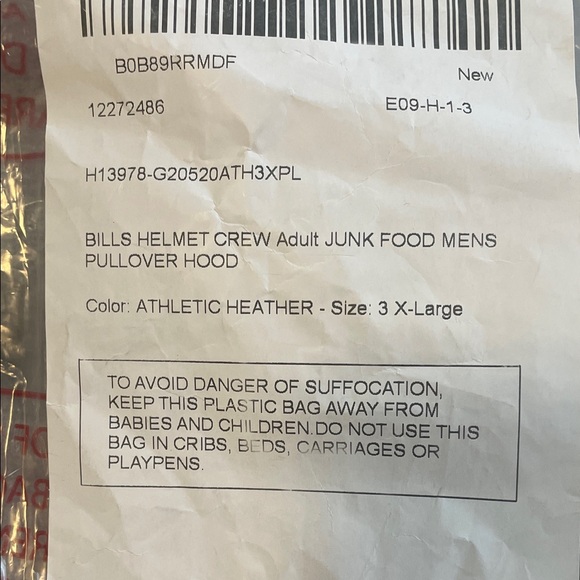 B0B89RRMDF
New
12272486
E09-H-1-3
H13978-G20520ATH3XPL
BILLS HELMET CREW Adult JUNK FOOD MENS
PULLOVER HOOD
Color: ATHLETIC HEATHER - Size: 3 X-Large
TO AVOID DANGER OF SUFFOCATION,
KEEP THIS PLASTIC BAG AWAY FROM
BABIES AND CHILDREN.DO NOT USE THIS
BAG IN CRIBS, BEDS, CARRIAGES OR
PLAYPENS.